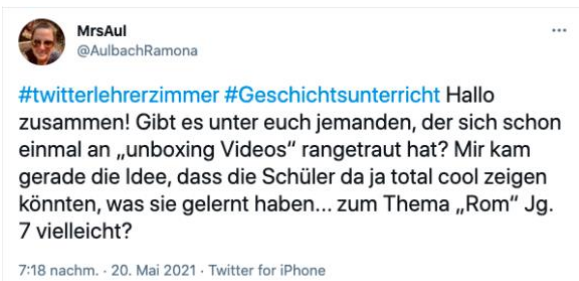 MrsAul
@AulbachRamona
#twitterlehrerzimmer #Geschichtsunterricht Hallo
zusammen! Gibt es unter euch jemanden, der sich schon
einmal an „unboxing Videos“ rangetraut hat? Mir kam
gerade die Idee, dass die Schüler da ja total cool zeigen
könnten, was sie gelernt haben... zum Thema „Rom“ Jg.
7 vielleicht?
7:18 nachm. · 20. Mai 2021 · Twitter for iPhone